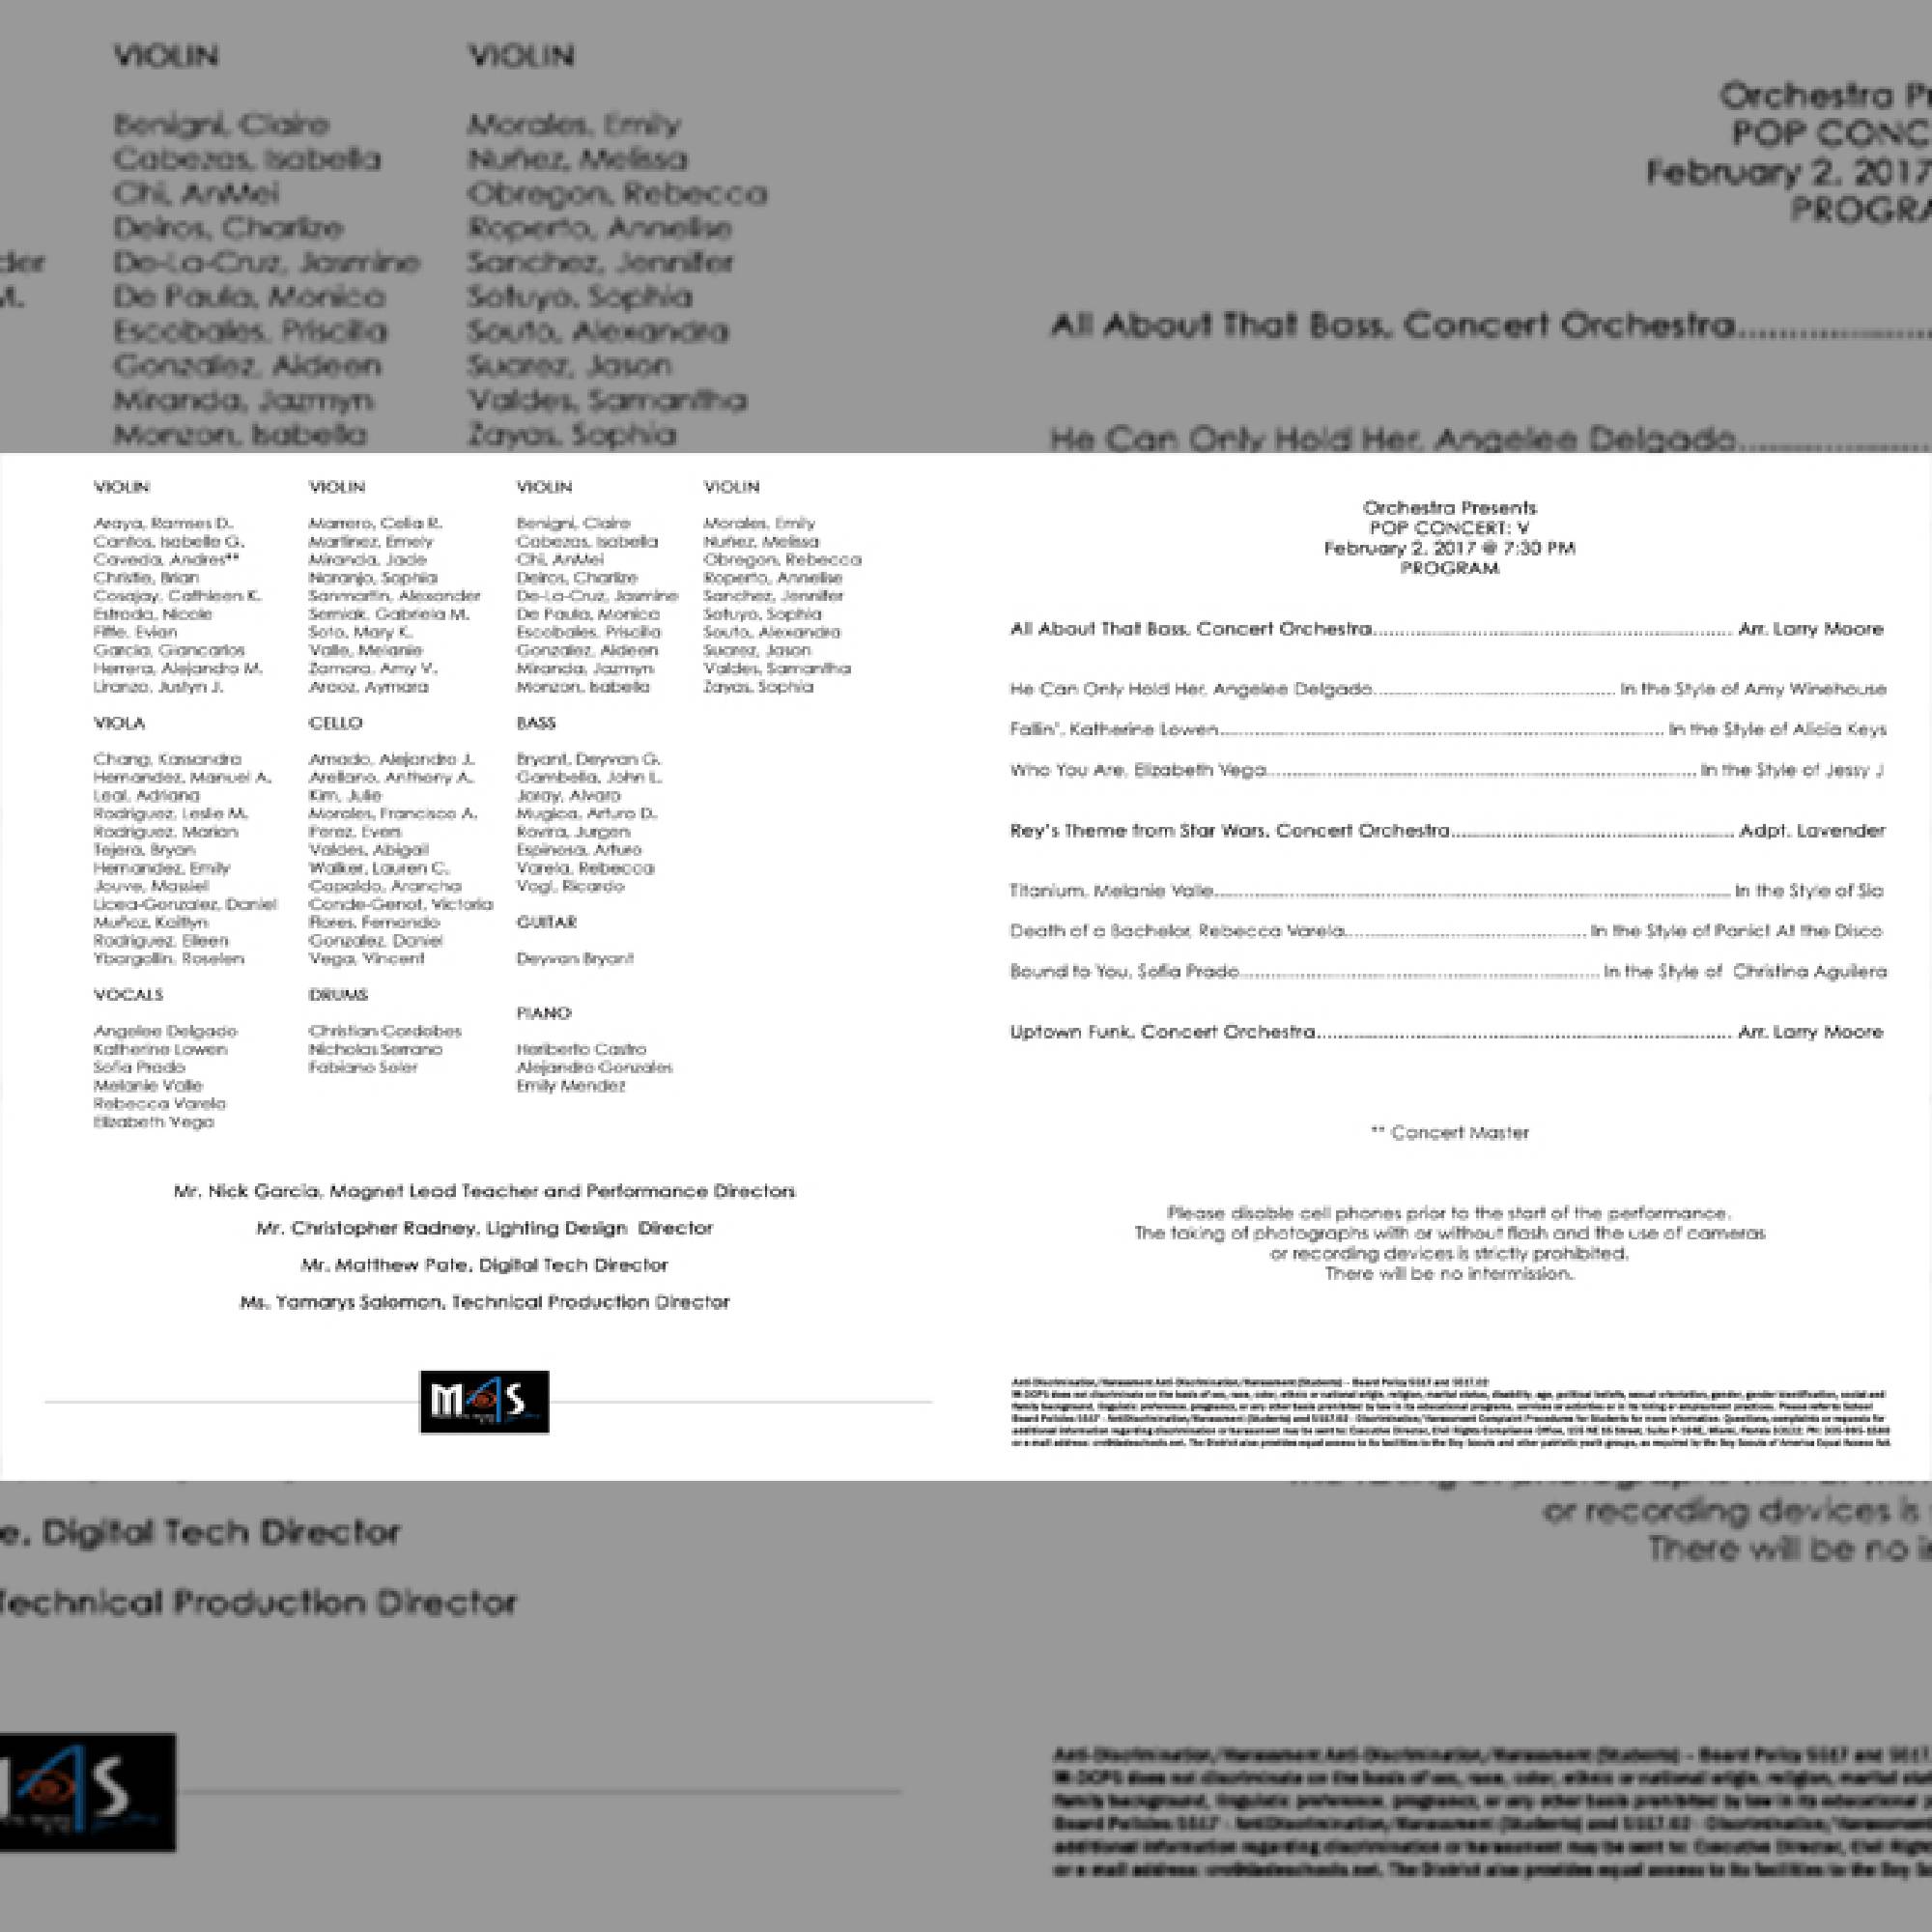 VIOLIN
Araya, Ramses D.
Cantos, Isabelle G.
Caveda, Andres**
Christie, Brian
Cosajay, Cathleen K.
Estrada, Nicole
Fiffe, Evian
Garcia, Giancarlos
Herrera, Alejandro M.
Liranzo, Justyn J.
VIOLIN
Marrero, Celia R.
Martinez, Emely
Miranda, Jade
Naranjo, Sophia
Sanmartin, Alexander
Semiak, Gabriela M.
Soto, Mary K.
Valle, Melanie
Zamora, Amy V.
Araoz, Aymara
VIOLIN
Benigni, Claire
Cabezas, Isabella
Chi, AnMei
Deiros, Charlize
De-La-Cruz, Jasmine
De Paula, Monica
Escobales, Priscilla
Gonzalez, Aideen
Miranda, Jazmyn
Monzon, Isabella
VIOLIN
Morales, Emily
Nuñez, Melissa
Obregon, Rebecca
Roperto, Annelise
Sanchez, Jennifer
Sotuyo, Sophia
Souto, Alexandra
Suarez, Jason
Valdes, Samantha
Zayas, Sophia
VIOLA
Chang, Kassandra
Hernandez, Manuel A.
Leal, Adriana
Rodriguez, Leslie M.
Rodriguez, Marian
Tejera, Bryan
Hernandez, Emily
Jouve, Massiel
Licea-Gonzalez, Daniel
Muñoz, Kaitlyn
Rodriguez, Eileen
Ybargollin, Roselen
CELLO
Amado, Alejandro J.
Arellano, Anthony A.
Kim, Julie
Morales, Francisco A.
Perez, Evers
Valdes, Abigail
Walker, Lauren C.
Capaldo, Arancha
Conde-Genot, Victoria
Flores, Fernando
Gonzalez, Daniel
Vega, Vincent
BASS
Bryant, Deyvan G.
Gambella, John L.
Joray, Alvaro
Mugica, Arturo D.
Rovira, Jurgen
Espinosa, Arturo
Varela, Rebecca
Vogl, Ricardo
GUITAR
Deyvan Bryant
VOCALS
Angelee Delgado
Katherine Lowen
Sofia Prado
Melanie Valle
Rebecca Varela
Elizabeth Vega
DRUMS
Christian Cordobes
Nicholas Serrano
Fabiano Soler
PIANO
Heriberto Castro
Alejandro Gonzales
Emily Mendez
Mr. Nick Garcia, Magnet Lead Teacher and Performance Directors
Mr. Christopher Radney, Lighting Design Director
Mr. Matthew Pate, Digital Tech Director
Ms. Yamarys Salomon, Technical Production Director
MAS
Orchestra Presents
POP CONCERT: V
February 2, 2017 @ 7:30 PM
PROGRAM
All About That Bass, Concert Orchestra.......... Arr. Larry Moore
He Can Only Hold Her, Angelee Delgado.......... In the Style of Amy Winehouse
Fallin', Katherine Lowen.......... In the Style of Alicia Keys
Who You Are, Elizabeth Vega.......... In the Style of Jessy J
Rey's Theme from Star Wars, Concert Orchestra.......... Adpt. Lavender
Titanium, Melanie Valle.......... In the Style of Sia
Death of a Bachelor, Rebecca Varela.......... In the Style of Panic! At the Disco
Bound to You, Sofia Prado.......... In the Style of Christina Aguilera
Uptown Funk, Concert Orchestra.......... Arr. Larry Moore
** Concert Master
Please disable cell phones prior to the start of the performance.
The taking of photographs with or without flash and the use of cameras
or recording devices is strictly prohibited.
There will be no intermission.
Anti-Discrimination/Harassment Anti-Discrimination/Harassment (Students) – Board Policy 5517 and 5517.02
M-DCPS does not discriminate on the basis of sex, race, color, ethnic or national origin, religion, marital status, disability, age, political beliefs, sexual orientation, gender, gender identification, social and
family background, linguistic preference, pregnancy, or any other basis prohibited by law in its educational programs, services or activities or in its hiring or employment practices. Please refer to School
Board Policies 5517 - AntiDiscrimination/Harassment (Students) and 5517.02 - Discrimination/Harassment Complaint Procedures for Students for more information. Questions, complaints or requests for
additional information regarding discrimination or harassment may be sent to: Executive Director, Civil Rights Compliance Office,
or e-mail address: The District also provides equal access to its facilities to the Boy Scouts and other patriotic youth groups, as required by the Boy Scouts of America Equal Access Act.